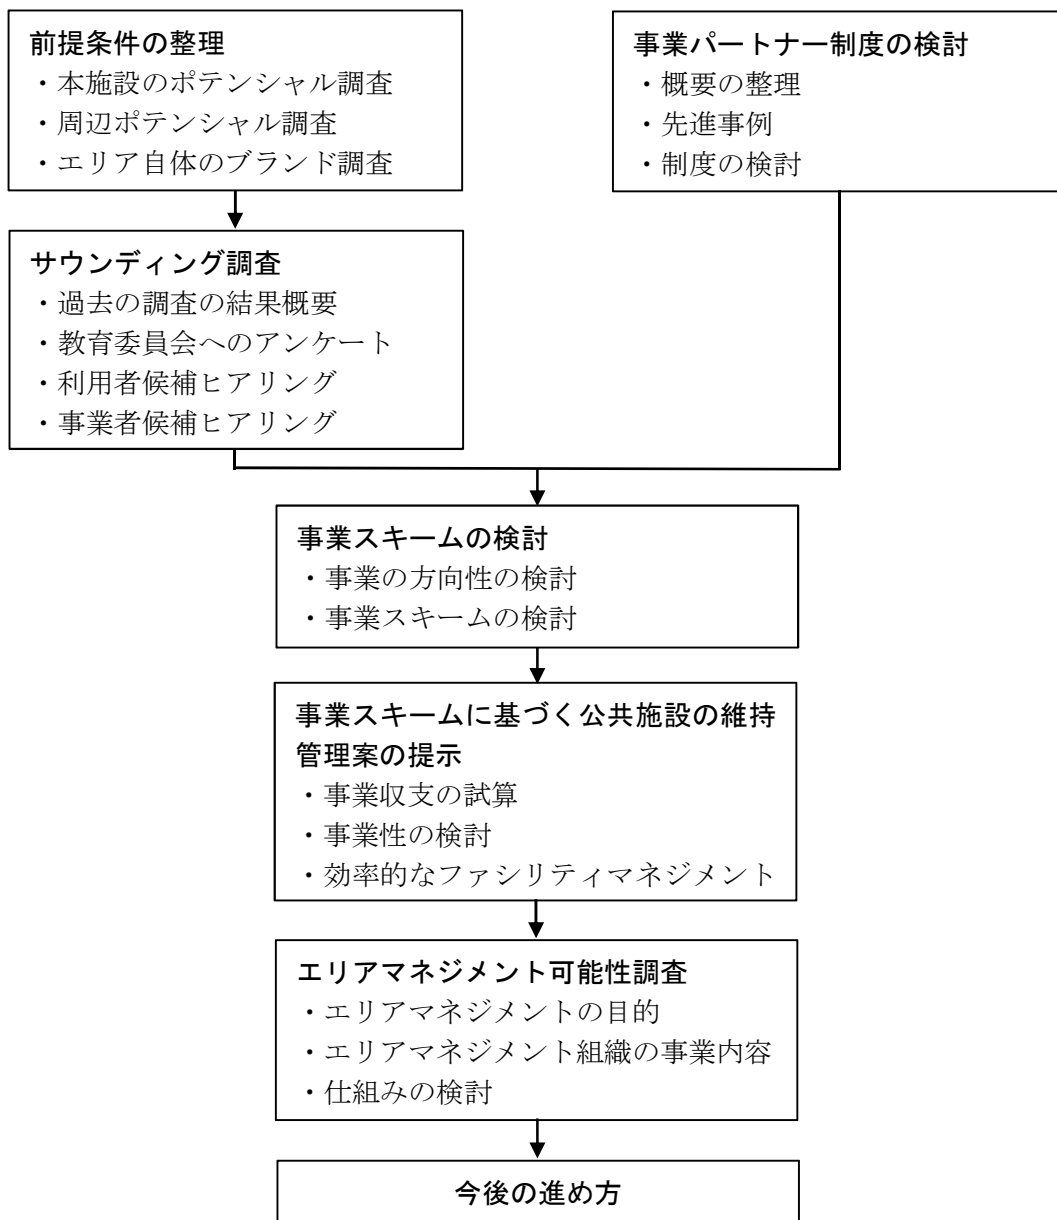 前提条件の整理
・本施設のポテンシャル調査
・周辺ポテンシャル調査
・エリア自体のブランド調査
事業パートナー制度の検討
・概要の整理
・先進事例
・制度の検討
サウンディング調査
・過去の調査の結果概要
・教育委員会へのアンケート
・利用者候補ヒアリング
・事業者候補ヒアリング
事業スキームの検討
・事業の方向性の検討
・事業スキームの検討
事業スキームに基づく公共施設の維持
管理案の提示
・事業収支の試算
・事業性の検討
・効率的なファシリティマネジメント
エリアマネジメント可能性調査
・エリアマネジメントの目的
・エリアマネジメント組織の事業内容
・仕組みの検討
今後の進め方